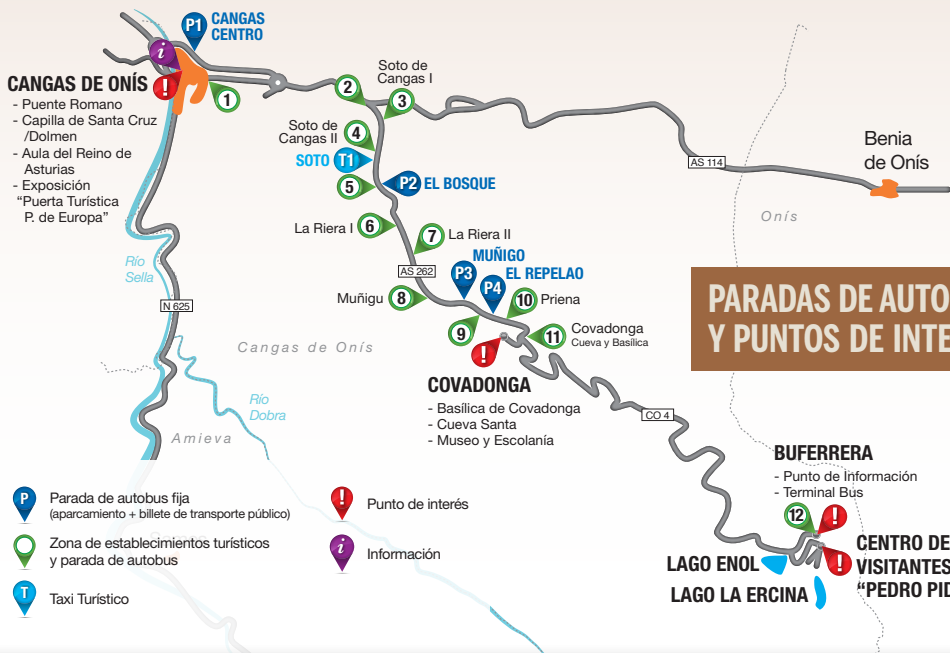 P1
CANGAS
CENTRO
i
!
CANGAS DE ONÍS
- Puente Romano
- Capilla de Santa Cruz
/Dolmen
- Aula del Reino de
Asturias
- Exposición
“Puerta Turística
P. de Europa”
1
2
Soto de
Cangas I
3
Soto de
Cangas II
4
SOTO
T1
5
P2
EL BOSQUE
AS 114
Benia
de Onís
Onís
La Riera I
6
7
La Riera II
AS 262
MUÑIGO
P3
EL REPELAO
P4
Muñigu
8
9
10
Priena
11
Covadonga
Cueva y Basílica
!
Río
Sella
N 625
Cangas de Onís
Río
Dobra
Amieva
PARADAS DE AUTO
Y PUNTOS DE INTE
COVADONGA
- Basílica de Covadonga
- Cueva Santa
- Museo y Escolanía
CO 4
BUFERRERA
- Punto de Información
- Terminal Bus
12
!
!
CENTRO DE
VISITANTES
“PEDRO PID
LAGO ENOL
LAGO LA ERCINA
P
Parada de autobus fija
(aparcamiento + billete de transporte público)
Zona de establecimientos turísticos
y parada de autobus
T
Taxi Turístico
!
Punto de interés
i
Información